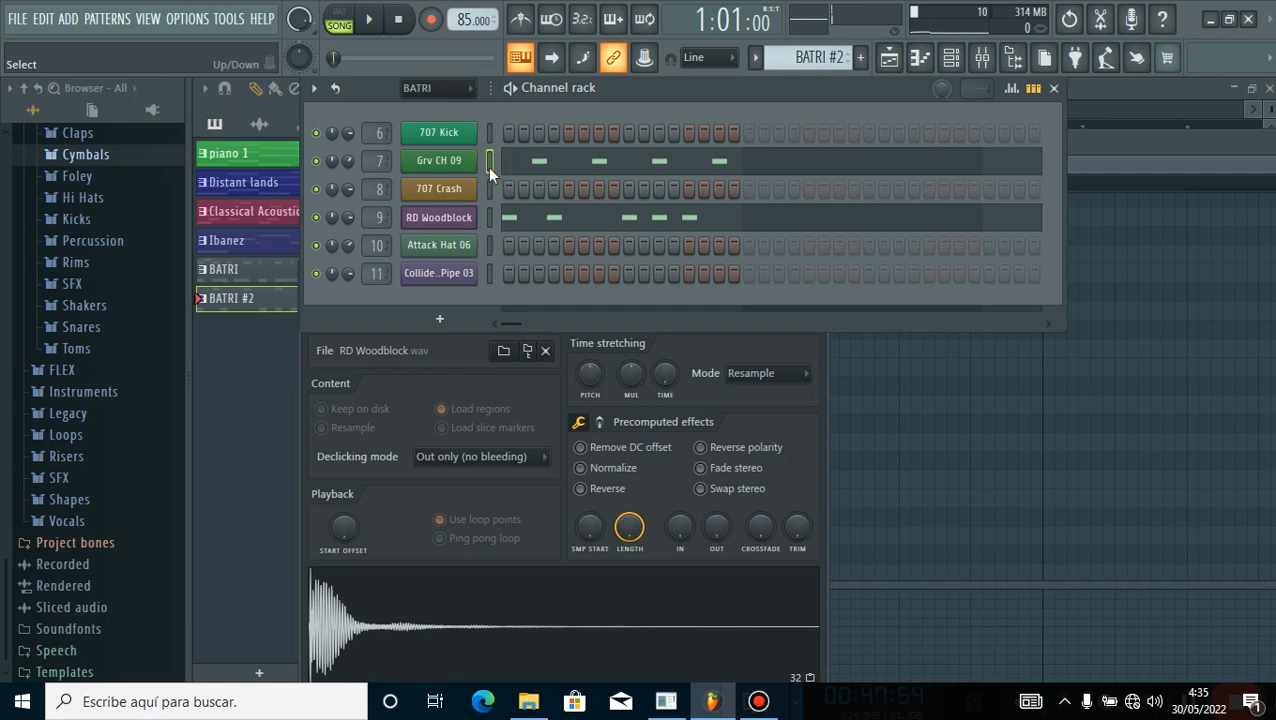 FILE EDIT ADD PATTERNS VIEW OPTIONS TOOLS HELP
SONG
85.000
3.2
1:01:00
B:S:T
10
314 MB
0
Select
Up/Down
Line
BATRI #2
Browser - All
BATRI
Channel rack
Claps
Cymbals
Foley
Hi Hats
Kicks
Percussion
Rims
SFX
Shakers
Snares
Toms
FLEX
Instruments
Legacy
Loops
Risers
SFX
Shapes
Vocals
Project bones
Recorded
Rendered
Sliced audio
Soundfonts
Speech
Templates
piano 1
Distant lands
Classical Acoustic
Ibanez
BATRI
BATRI #2
6 707 Kick
7 Grv CH 09
8 707 Crash
9 RD Woodblock
10 Attack Hat 06
11 Collide..Pipe 03
File RD Woodblock.wav
Content
Keep on disk
Load regions
Resample
Load slice markers
Declicking mode
Out only (no bleeding)
Playback
START OFFSET
Use loop points
Ping pong loop
Time stretching
PITCH
MUL
TIME
Mode
Resample
Precomputed effects
Remove DC offset
Reverse polarity
Normalize
Fade stereo
Reverse
Swap stereo
SMP START
LENGTH
IN
OUT
CROSSFADE
TRIM
32
Escribe aquí para buscar.
00:47:54
4:35
30/05/2022
1